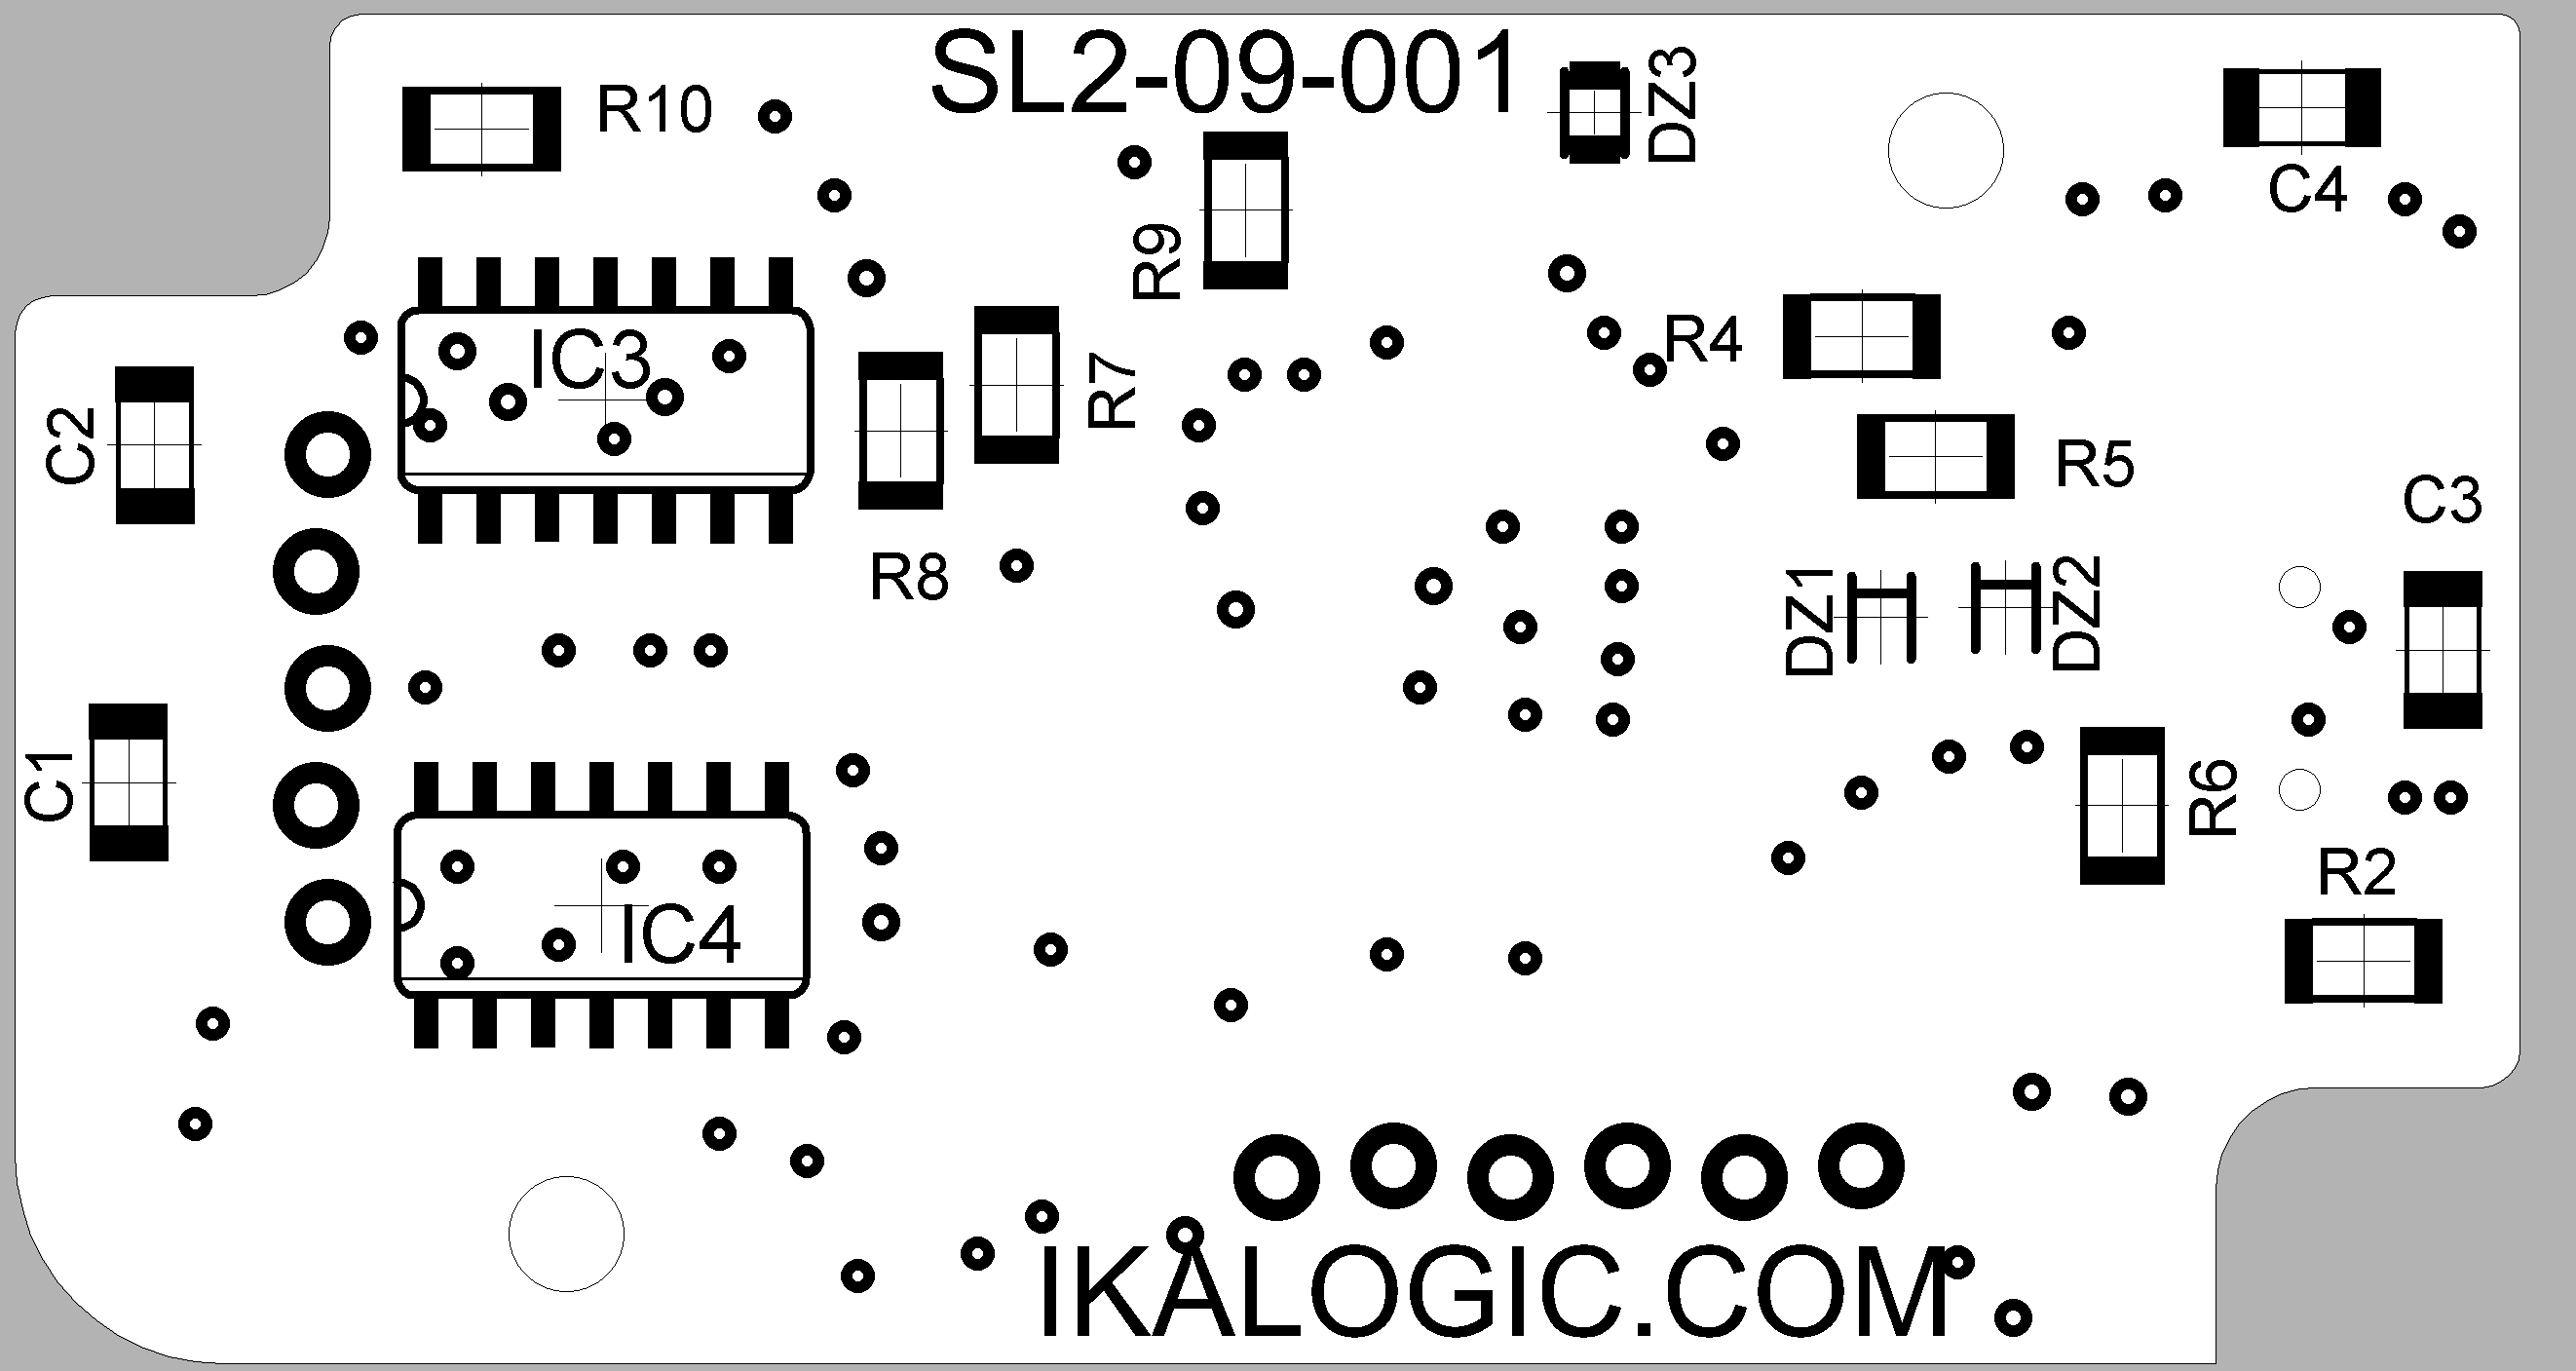 SL2-09-001
R10
DZ3
C4
R9
R4
IC3
R7
C2
R5
C3
R8
DZ1
DZ2
C1
R6
R2
IC4
IKALOGIC.COM